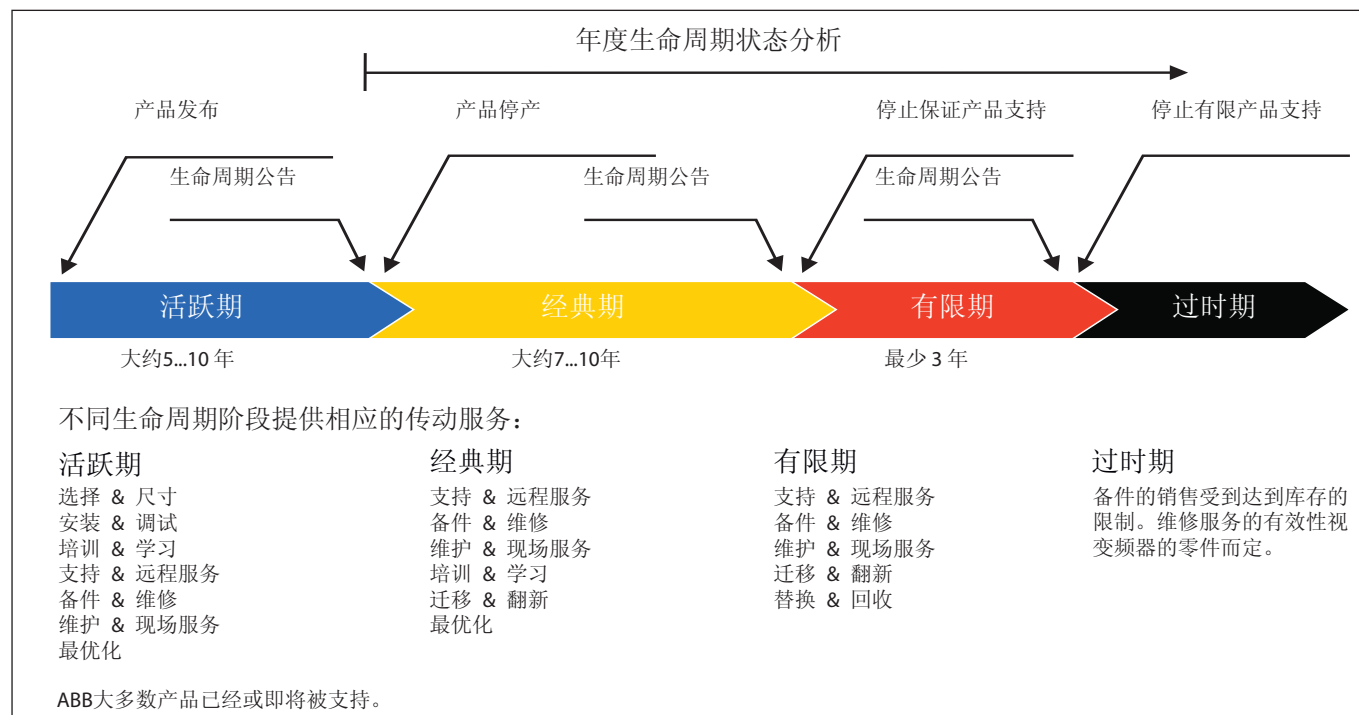 年度生命周期状态分析
产品发布
产品停产
停止保证产品支持
停止有限产品支持
生命周期公告
生命周期公告
生命周期公告
活跃期
经典期
有限期
过时期
大约5...10 年
大约7...10年
最少 3 年
不同生命周期阶段提供相应的传动服务：
活跃期
选择 & 尺寸
安装 & 调试
培训 & 学习
支持 & 远程服务
备件 & 维修
维护 & 现场服务
最优化
经典期
支持 & 远程服务
备件 & 维修
维护 & 现场服务
培训 & 学习
迁移 & 翻新
最优化
有限期
支持 & 远程服务
备件 & 维修
维护 & 现场服务
迁移 & 翻新
替换 & 回收
过时期
备件的销售受到达到库存的
限制。维修服务的有效性视
变频器的零件而定。
ABB大多数产品已经或即将被支持。